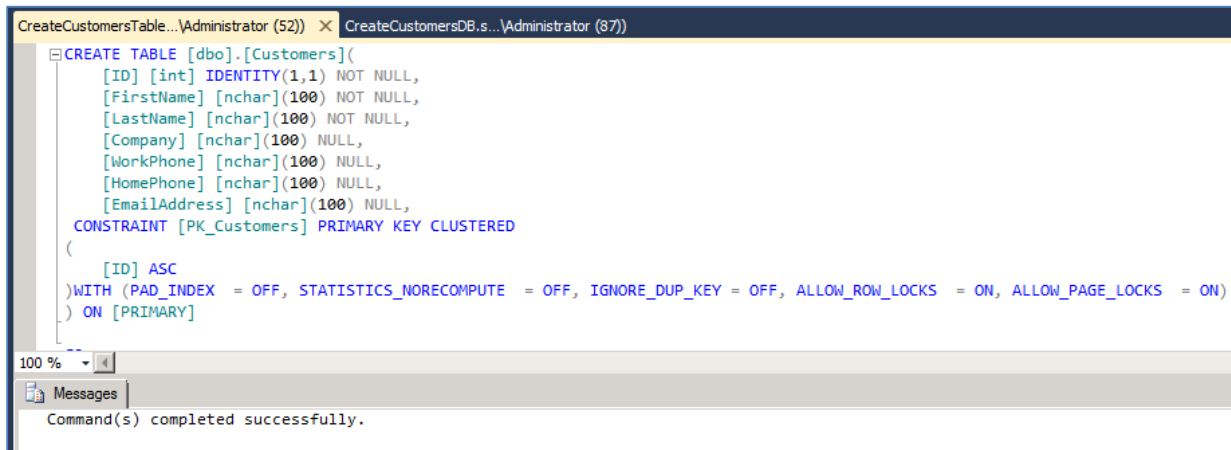 CreateCustomersTable...\Administrator (52)) CreateCustomersDB.s...\Administrator (87))
CREATE TABLE [dbo].[Customers](
[ID] [int] IDENTITY(1,1) NOT NULL,
[FirstName] [nchar](100) NOT NULL,
[LastName] [nchar](100) NOT NULL,
[Company] [nchar](100) NULL,
[WorkPhone] [nchar](100) NULL,
[HomePhone] [nchar](100) NULL,
[EmailAddress] [nchar](100) NULL,
CONSTRAINT [PK_Customers] PRIMARY KEY CLUSTERED
(
[ID] ASC
)WITH (PAD_INDEX  = OFF, STATISTICS_NORECOMPUTE  = OFF, IGNORE_DUP_KEY = OFF, ALLOW_ROW_LOCKS  = ON, ALLOW_PAGE_LOCKS  = ON)
) ON [PRIMARY]
100 %
Messages
Command(s) completed successfully.